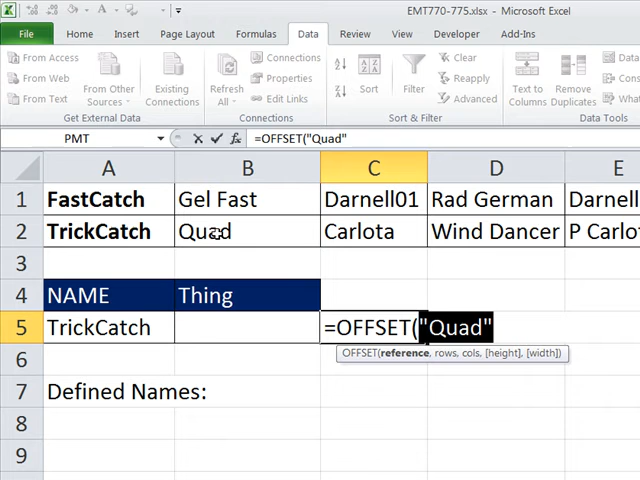 EMT770-775.xlsx - Microsoft Excel
File Home Insert Page Layout Formulas Data Review View Developer Add-Ins
From Access
From Web
From Text
From Other Sources
Existing Connections
Get External Data
Refresh All
Connections
Properties
Edit Links
Connections
Sort
Filter
Clear
Reapply
Advanced
Sort & Filter
Text to Columns
Remove Duplicates
Data Tools
PMT fx =OFFSET("Quad"
A B C D E
1 FastCatch Gel Fast Darnell01 Rad German Darnell
2 TrickCatch Quad Carlota Wind Dancer P Carlo
3
4 NAME Thing
5 TrickCatch =OFFSET("Quad"
OFFSET(reference, rows, cols, [height], [width])
6
7 Defined Names:
8
9